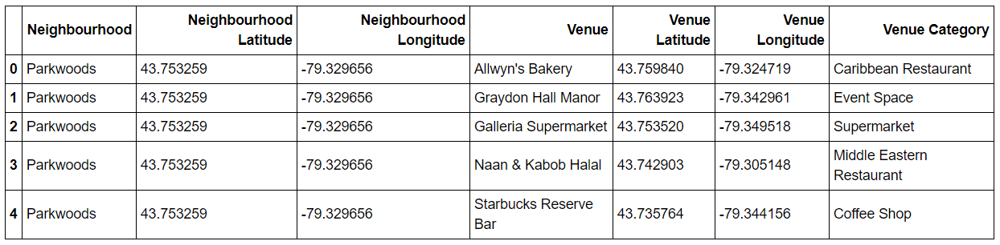 Neighbourhood Neighbourhood Latitude Neighbourhood Longitude Venue Venue Latitude Venue Longitude Venue Category
0 Parkwoods 43.753259 -79.329656 Allwyn's Bakery 43.759840 -79.324719 Caribbean Restaurant
1 Parkwoods 43.753259 -79.329656 Graydon Hall Manor 43.763923 -79.342961 Event Space
2 Parkwoods 43.753259 -79.329656 Galleria Supermarket 43.753520 -79.349518 Supermarket
3 Parkwoods 43.753259 -79.329656 Naan & Kabob Halal 43.742903 -79.305148 Middle Eastern Restaurant
4 Parkwoods 43.753259 -79.329656 Starbucks Reserve Bar 43.735764 -79.344156 Coffee Shop